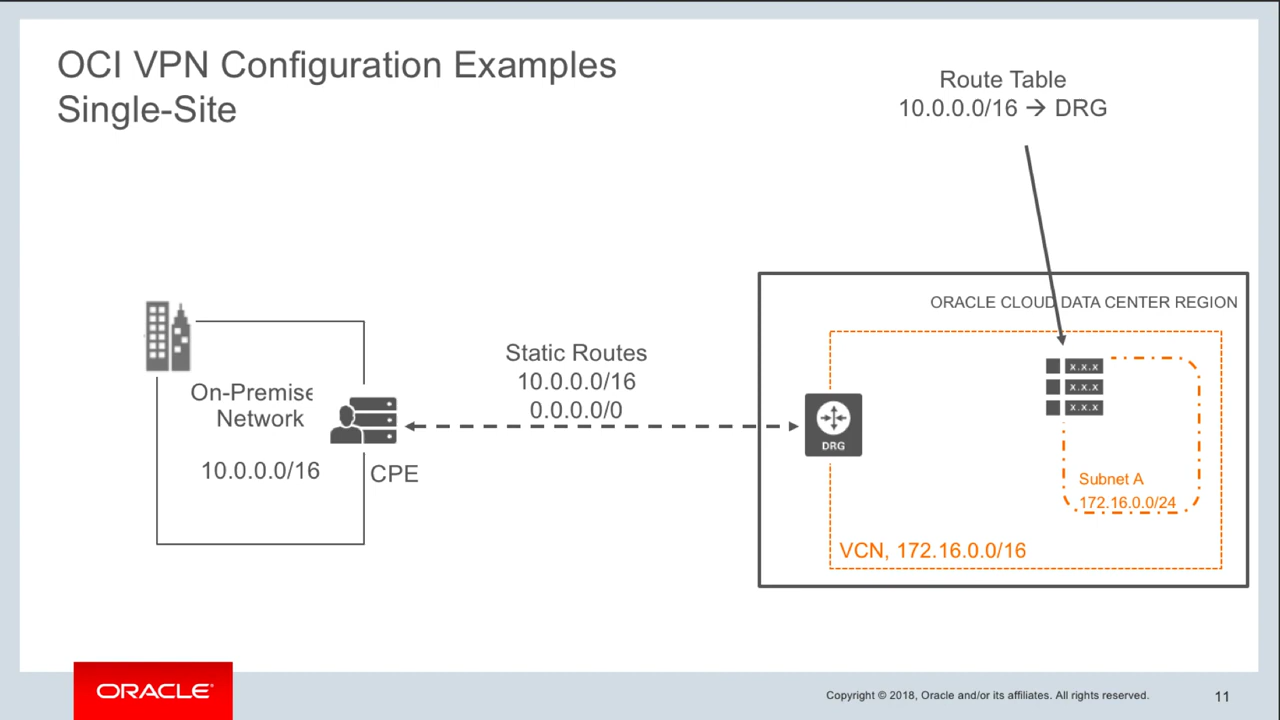 OCI VPN Configuration Examples
Single-Site
Route Table
10.0.0.0/16 → DRG
ORACLE CLOUD DATA CENTER REGION
On-Premise
Network
10.0.0.0/16
CPE
Static Routes
10.0.0.0/16
0.0.0.0/0
DRG
x.x.x
x.x.x
x.x.x
Subnet A
172.16.0.0/24
VCN, 172.16.0.0/16
ORACLE®
Copyright © 2018, Oracle and/or its affiliates. All rights reserved.
11